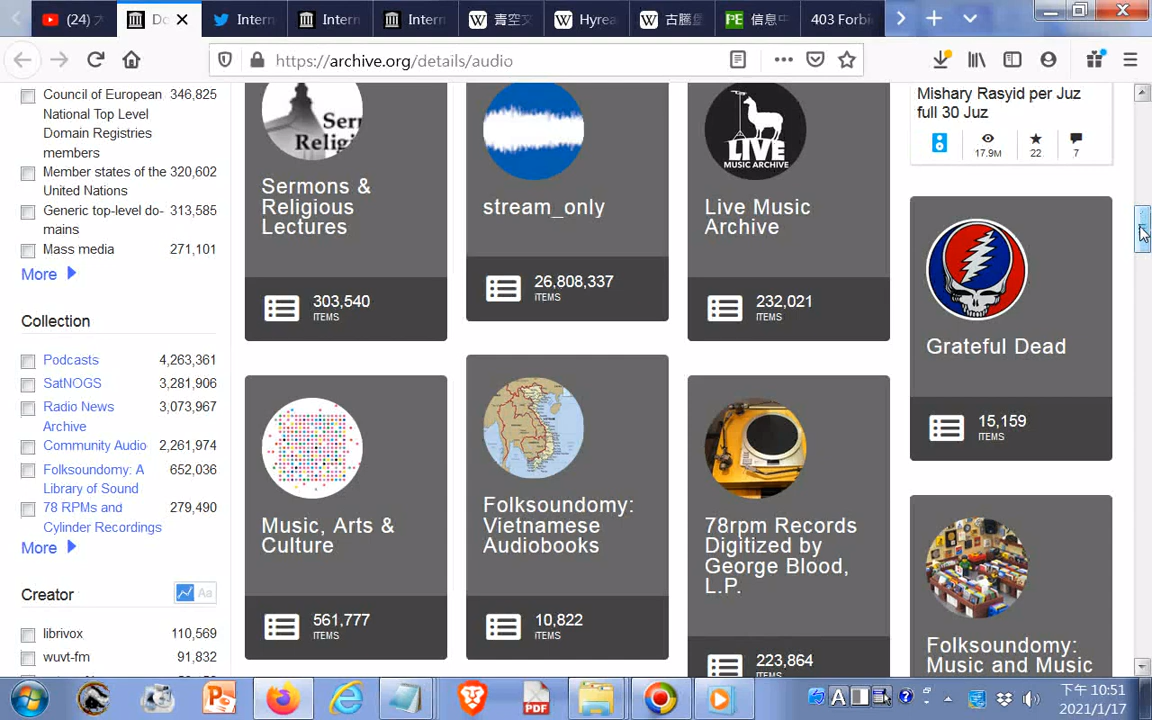 (24)
Do
Intern
Intern
Intern
青空文
Hyrea
古騰堡
信息中
403 Forbi
https://archive.org/details/audio
Council of European 346,825
National Top Level
Domain Registries
members
Member states of the 320,602
United Nations
Generic top-level do- 313,585
mains
Mass media 271,101
More
Collection
Podcasts 4,263,361
SatNOGS 3,281,906
Radio News 3,073,967
Archive
Community Audio 2,261,974
Folksoundomy: A 652,036
Library of Sound
78 RPMs and 279,490
Cylinder Recordings
More
Creator
Aa
librivox 110,569
wuvt-fm 91,832
Sermons &
Religious
Lectures
303,540
ITEMS
stream_only
26,808,337
ITEMS
LIVE
MUSIC ARCHIVE
Live Music
Archive
232,021
ITEMS
Mishary Rasyid per Juz
full 30 Juz
17.9M 22 7
Grateful Dead
15,159
ITEMS
Music, Arts &
Culture
561,777
ITEMS
Folksoundomy:
Vietnamese
Audiobooks
10,822
ITEMS
78rpm Records
Digitized by
George Blood,
L.P.
223,864
Folksoundomy:
Music and Music
PDF
A
下午 10:51
2021/1/17